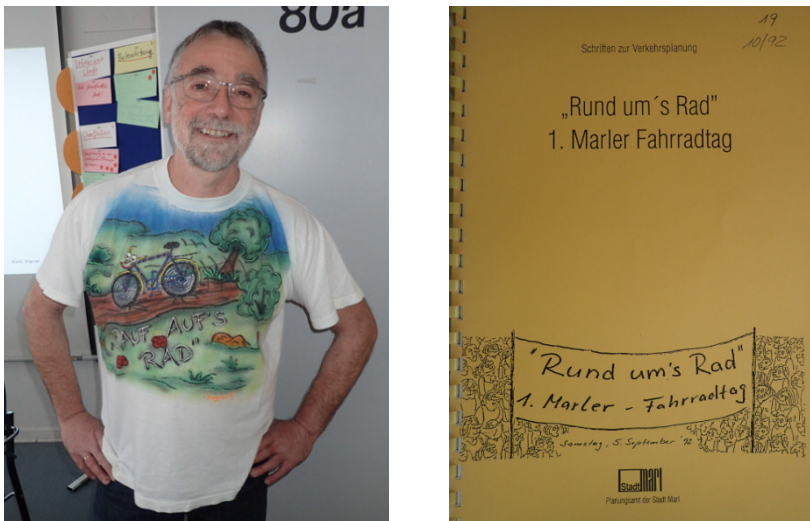 80a
Beleuchtung
"AUF AUF'S
RAD"
19
10/92
Schriften zur Verkehrsplanung
„Rund um´s Rad"
1. Marler Fahrradtag
"Rund um's Rad"
1. Marler - Fahrradtag
Samstag, 5. September '92
Stadt Marl
Planungsamt der Stadt Marl